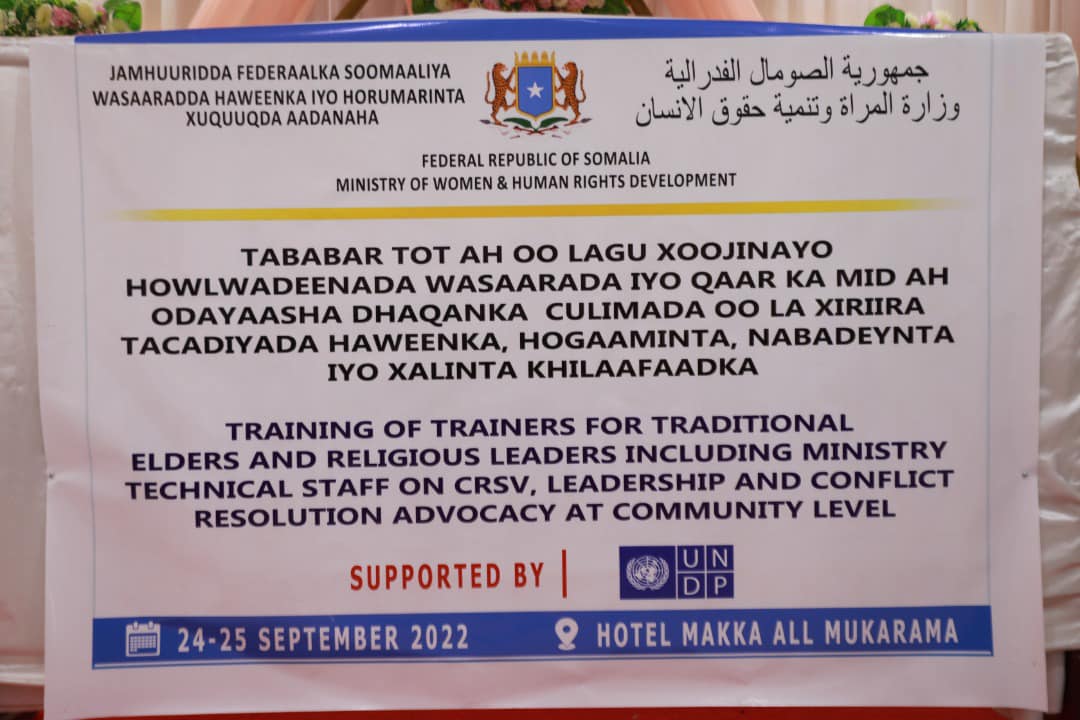 JAMHUURIDDA FEDERAALKA SOOMAALIYA
WASAARADDA HAWEENKA IYO HORUMARINTA
XUQUUQDA AADANAHA
جمهورية الصومال الفدرالية
وزارة المراة وتنمية حقوق الانسان
FEDERAL REPUBLIC OF SOMALIA
MINISTRY OF WOMEN & HUMAN RIGHTS DEVELOPMENT
TABABAR TOT AH OO LAGU XOOJINAYO
HOWLWADEENADA WASAARADA IYO QAAR KA MID AH
ODAYAASHA DHAQANKA CULIMADA OO LA XIRIIRA
TACADIYADA HAWEENKA, HOGAAMINTA, NABADEYNTA
IYO XALINTA KHILAAFAADKA
TRAINING OF TRAINERS FOR TRADITIONAL
ELDERS AND RELIGIOUS LEADERS INCLUDING MINISTRY
TECHNICAL STAFF ON CRSV, LEADERSHIP AND CONFLICT
RESOLUTION ADVOCACY AT COMMUNITY LEVEL
SUPPORTED BY
UN
DP
24-25 SEPTEMBER 2022
HOTEL MAKKA ALL MUKARAMA